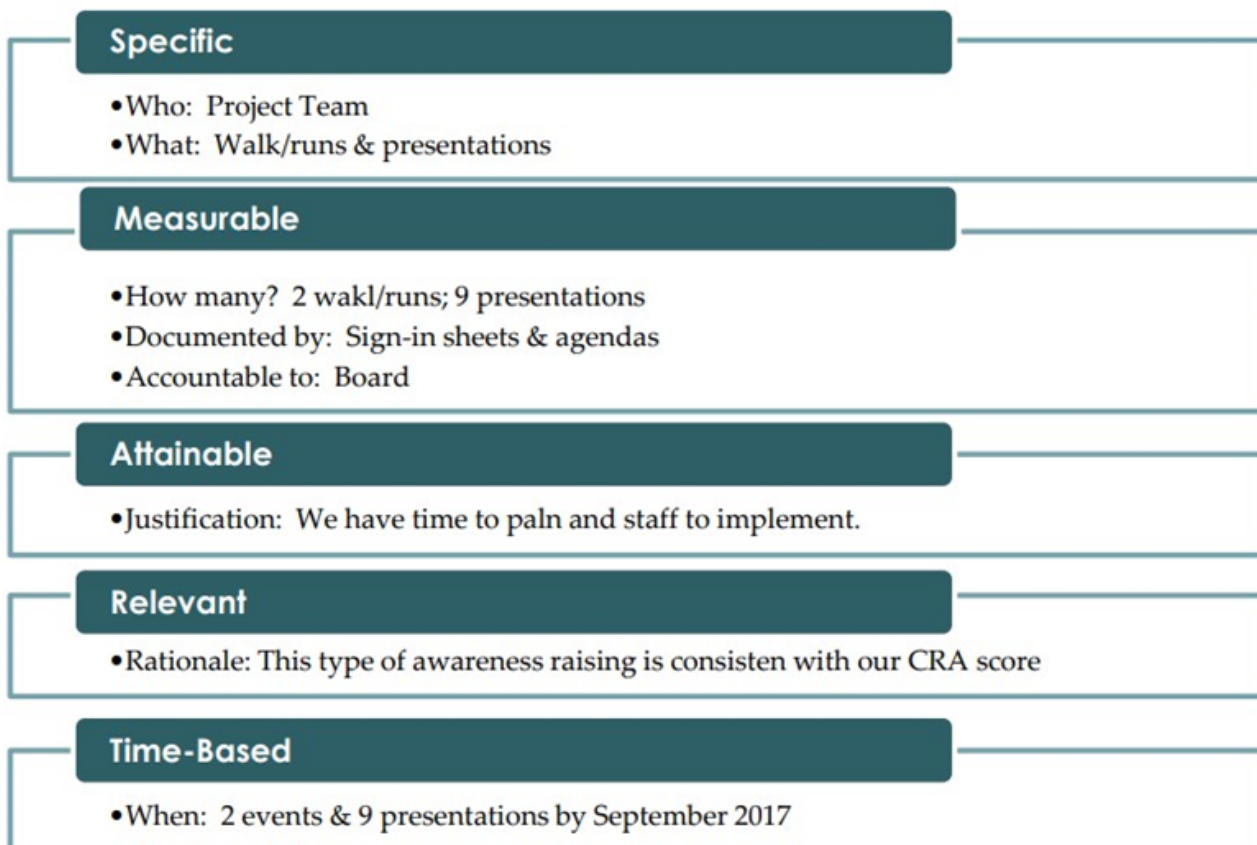 Specific
•Who: Project Team
•What: Walk/runs & presentations
Measurable
•How many? 2 wakl/runs; 9 presentations
•Documented by: Sign-in sheets & agendas
•Accountable to: Board
Attainable
•Justification: We have time to paln and staff to implement.
Relevant
•Rationale: This type of awareness raising is consisten with our CRA score
Time-Based
•When: 2 events & 9 presentations by September 2017